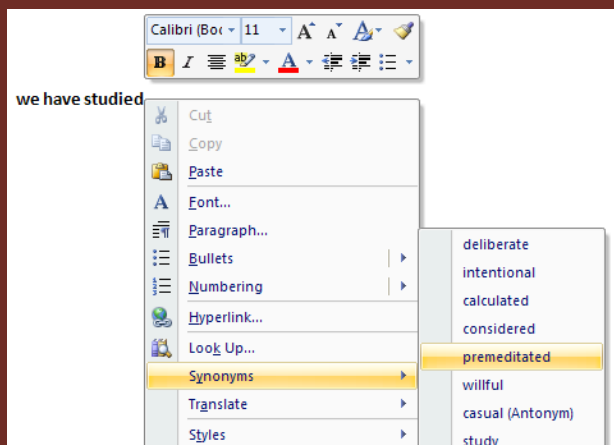 Calibri (Boc 11 A A A
B I ab A
we have studied
Cut
Copy
Paste
A Font...
Paragraph...
Bullets
Numbering
Hyperlink...
Look Up...
Synonyms
Translate
Styles
deliberate
intentional
calculated
considered
premeditated
willful
casual (Antonym)
study